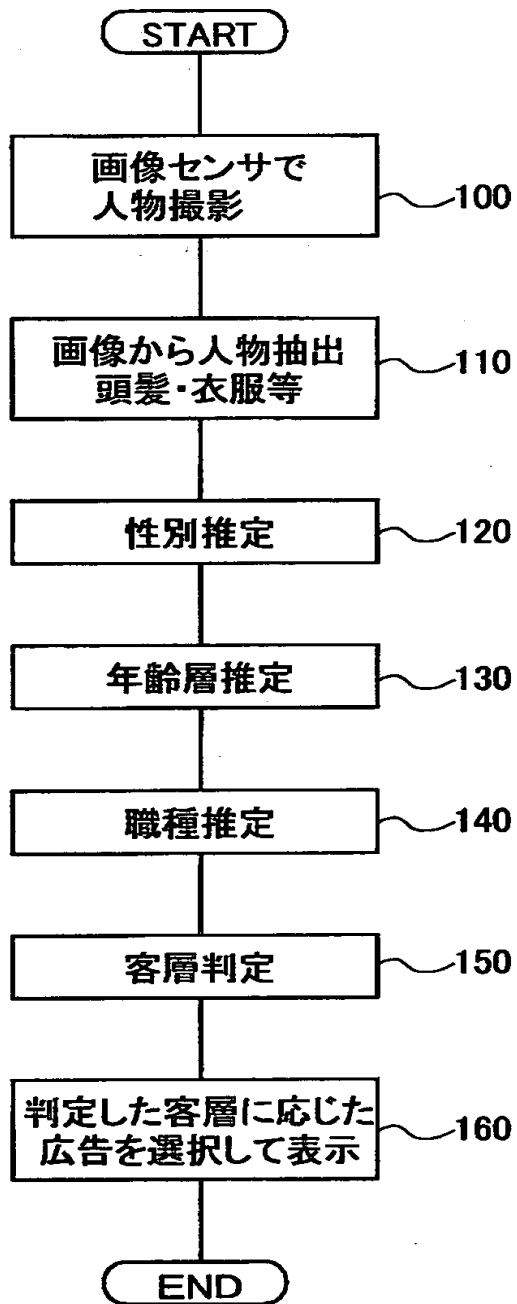 START
画像センサで
人物撮影
100
画像から人物抽出
頭髪・衣服等
110
性別推定
120
年齢層推定
130
職種推定
140
客層判定
150
判定した客層に応じた
広告を選択して表示
160
END